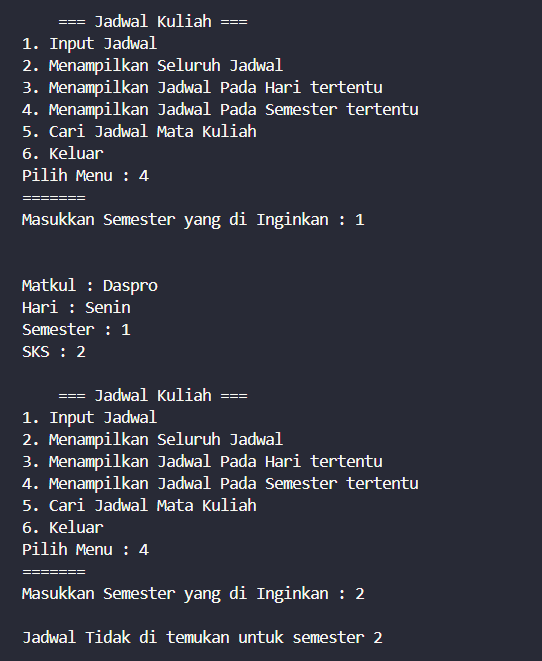 === Jadwal Kuliah ===
1. Input Jadwal
2. Menampilkan Seluruh Jadwal
3. Menampilkan Jadwal Pada Hari tertentu
4. Menampilkan Jadwal Pada Semester tertentu
5. Cari Jadwal Mata Kuliah
6. Keluar
Pilih Menu : 4
=======
Masukkan Semester yang di Inginkan : 1
Matkul : Daspro
Hari : Senin
Semester : 1
SKS : 2
=== Jadwal Kuliah ===
1. Input Jadwal
2. Menampilkan Seluruh Jadwal
3. Menampilkan Jadwal Pada Hari tertentu
4. Menampilkan Jadwal Pada Semester tertentu
5. Cari Jadwal Mata Kuliah
6. Keluar
Pilih Menu : 4
=======
Masukkan Semester yang di Inginkan : 2
Jadwal Tidak di temukan untuk semester 2